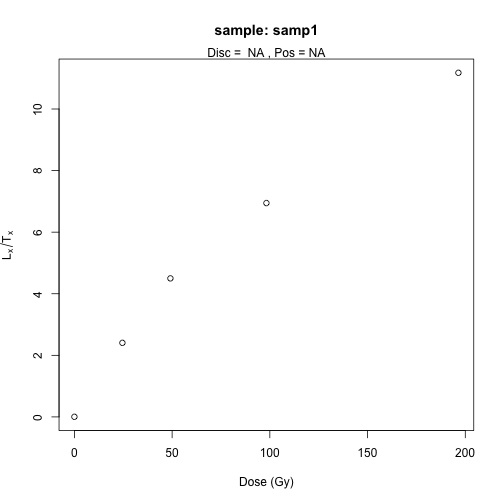 sample: samp1
Disc =  NA , Pos = NA
10
8
6
4
2
0
Lx/Tx
0 50 100 150 200
Dose (Gy)